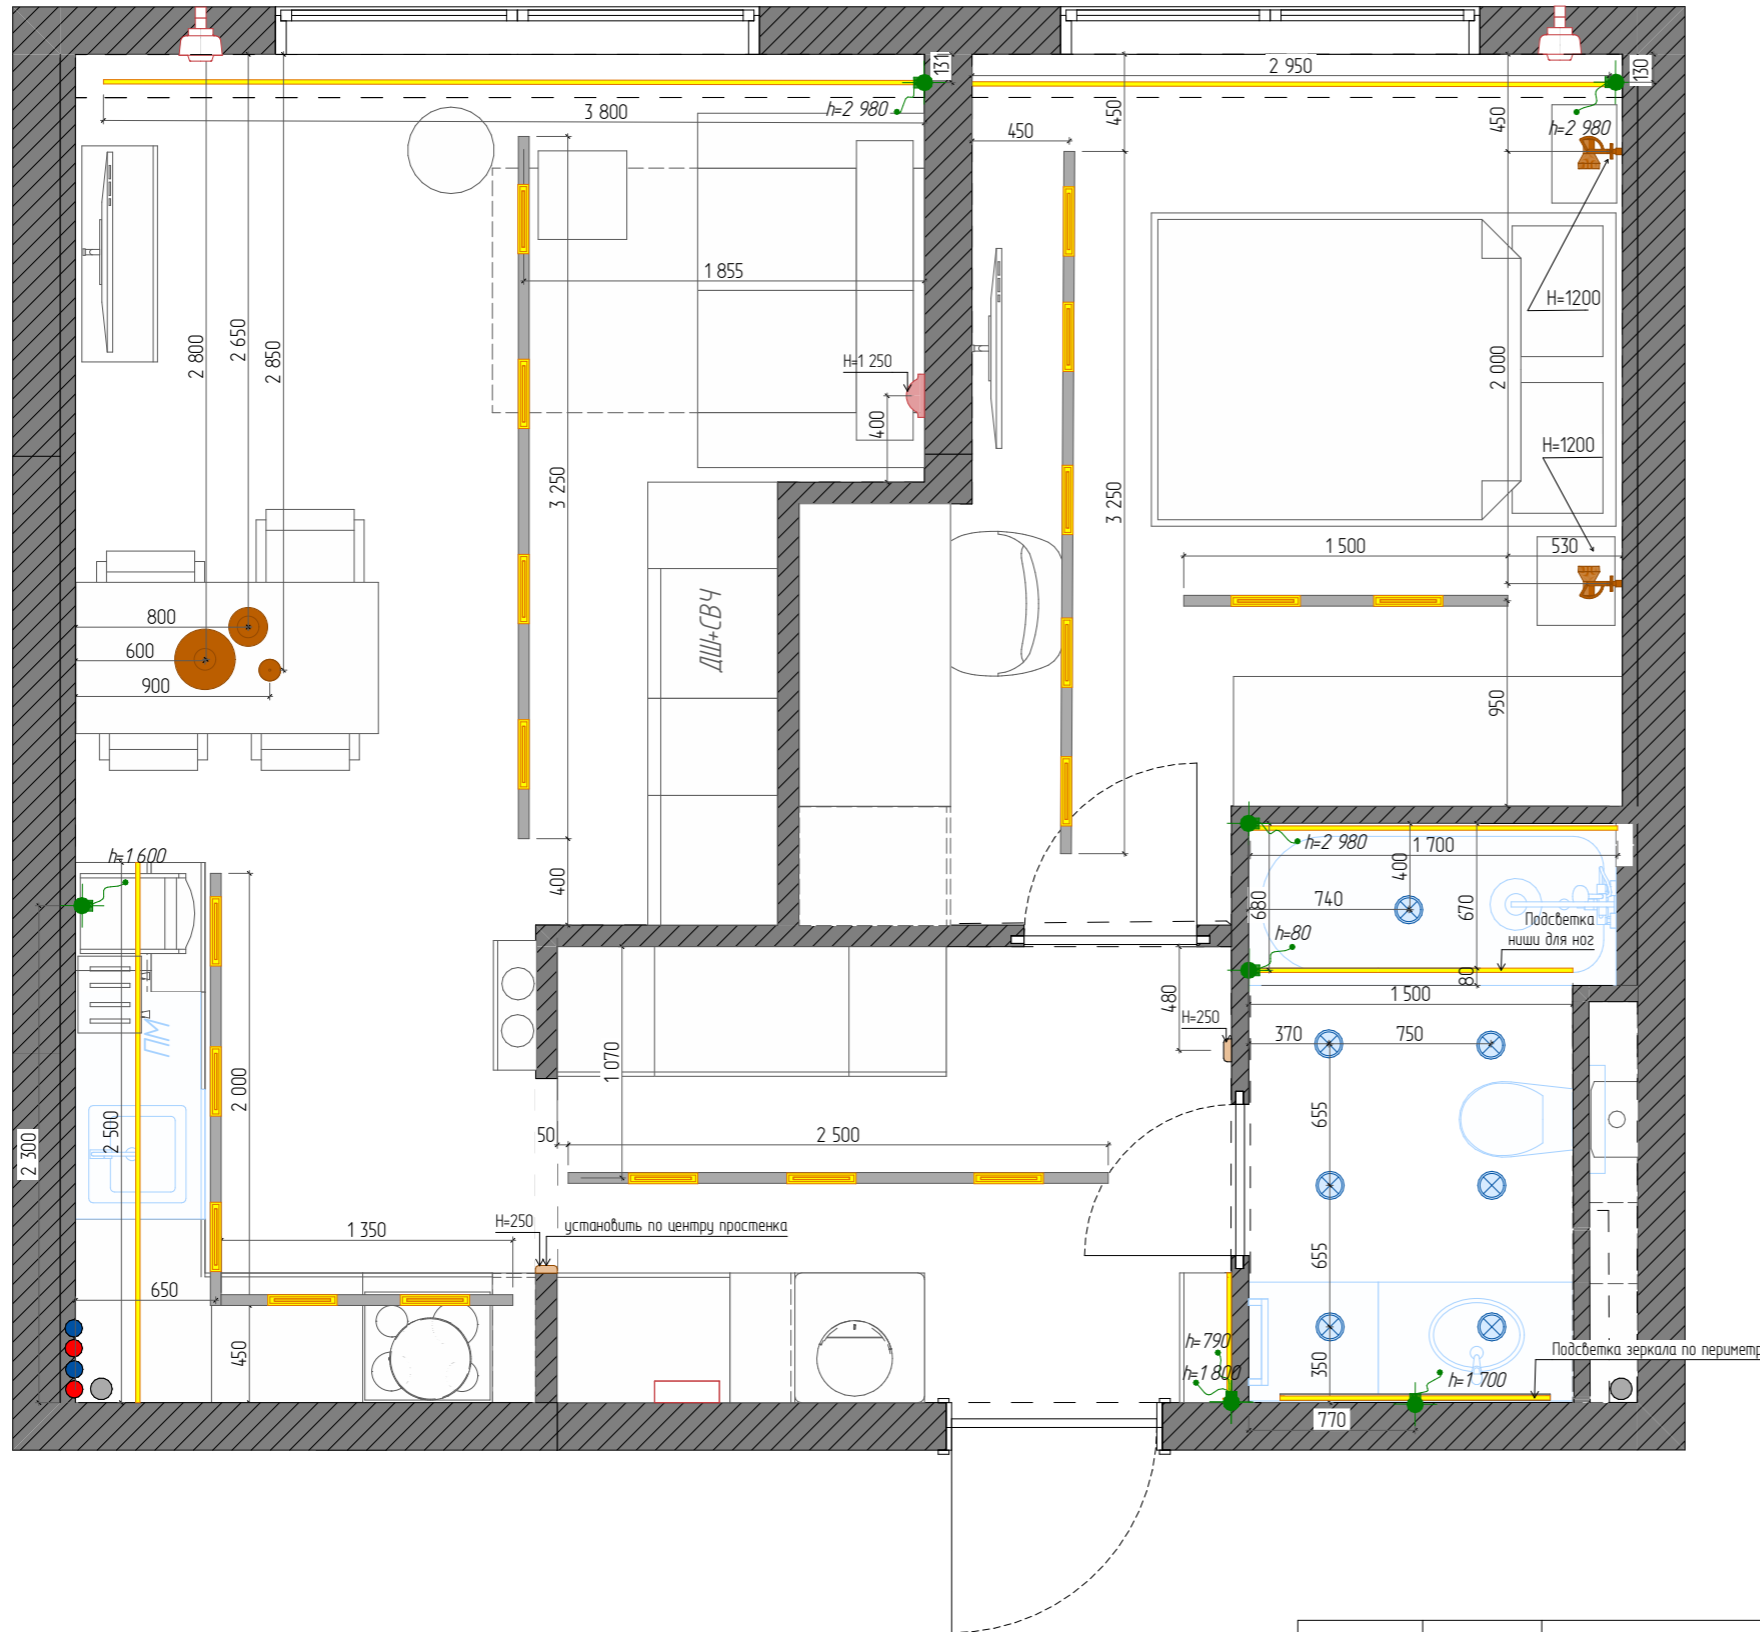 131
2 950
130
3 800
h=2 980
450
450
450
h=2 980
1 855
2 800
2 650
2 850
H=1200
H=1 250
2 000
400
H=1200
3 250
3 250
1 500
530
ДШ+СВЧ
800
600
900
950
h=1 600
h=2 980
1 700
400
400
740
680
670
Подсветка
ниши для ног
h=80
80
1 500
480
H=250
370
750
ПМ
1 070
2 000
2 500
2 300
50
2 500
655
H=250
установить по центру простенка
1 350
655
650
450
h=790
h=1 800
350
h=1 700
Подсветка зеркала по периметр
770